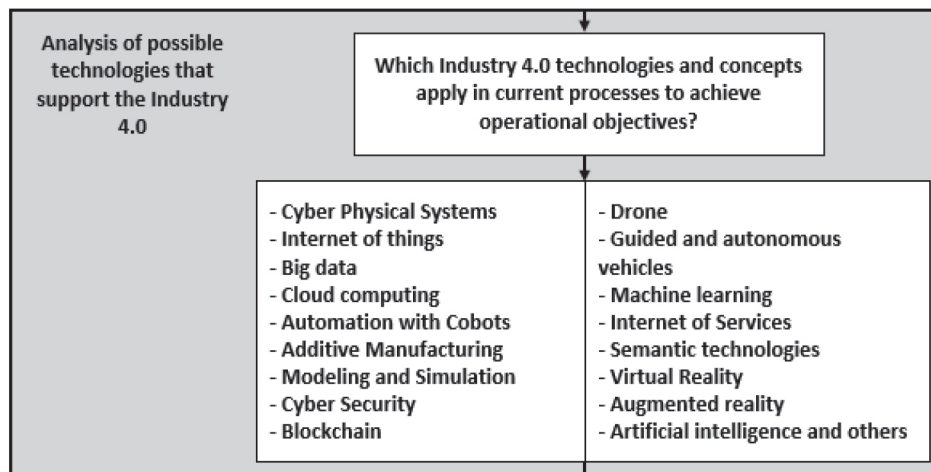 Analysis of possible
technologies that
support the Industry
4.0
Which Industry 4.0 technologies and concepts
apply in current processes to achieve
operational objectives?
- Cyber Physical Systems
- Internet of things
- Big data
- Cloud computing
- Automation with Cobots
- Additive Manufacturing
- Modeling and Simulation
- Cyber Security
- Blockchain
- Drone
- Guided and autonomous
vehicles
- Machine learning
- Internet of Services
- Semantic technologies
- Virtual Reality
- Augmented reality
- Artificial intelligence and others